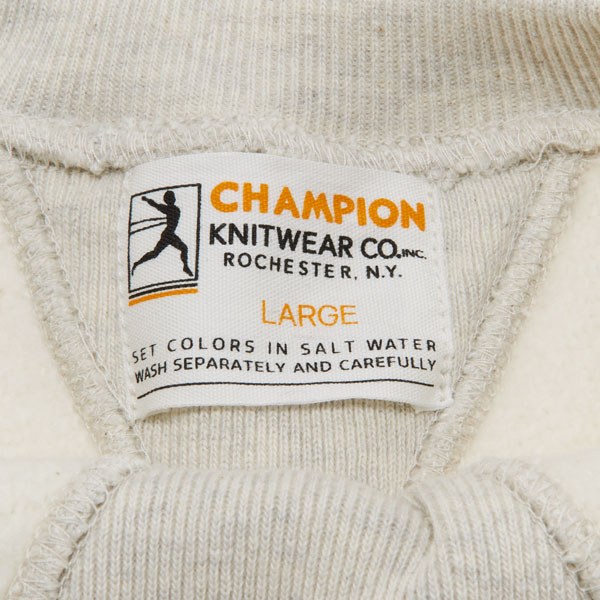 CHAMPION
KNITWEAR CO. INC.
ROCHESTER, N.Y.
LARGE
SET COLORS IN SALT WATER
WASH SEPARATELY AND CAREFULLY